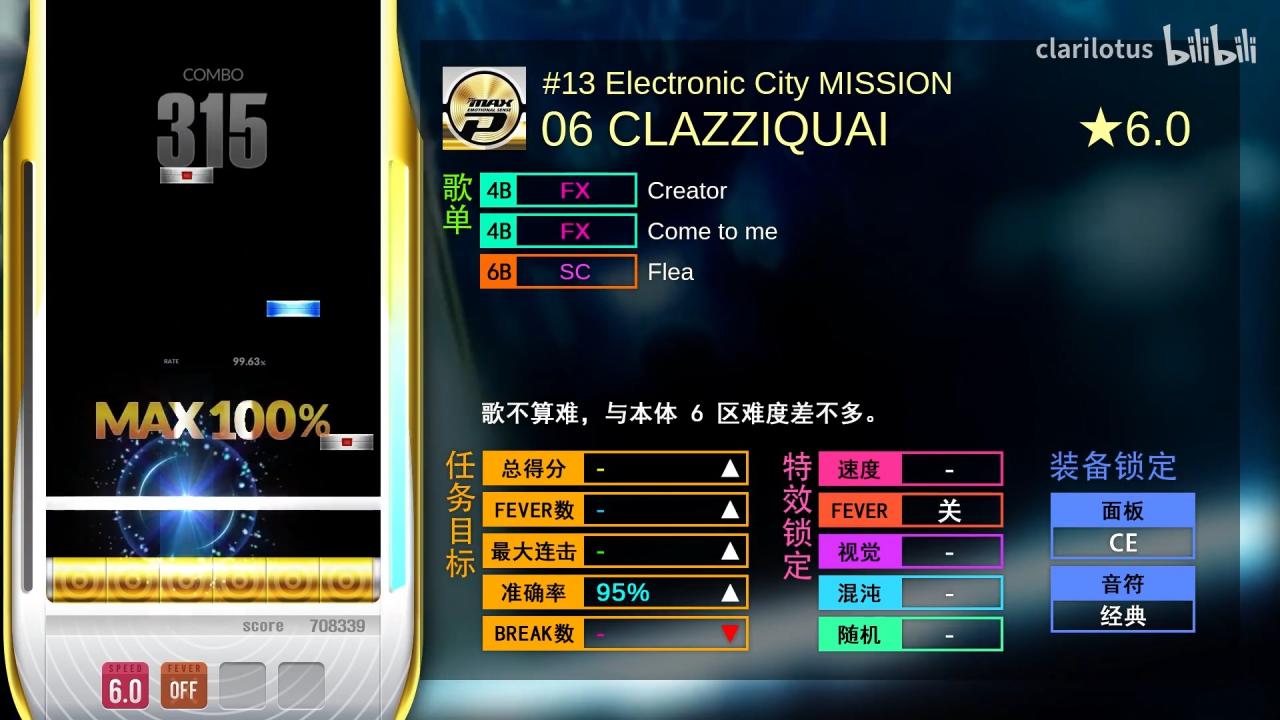 COMBO
315
RATE 99.63%
MAX 100%
score 708339
SPEED
6.0
FEVER
OFF
clarilotus bilibili
MAX
EMOTIONAL SENSE
P
#13 Electronic City MISSION
06 CLAZZIQUAI
★6.0
歌单
4B FX Creator
4B FX Come to me
6B SC Flea
歌不算难，与本体 6 区难度差不多。
任务目标
总得分 - ▲
FEVER数 - ▲
最大连击 - ▲
准确率 95% ▲
BREAK数 - ▼
特效锁定
速度 -
FEVER 关
视觉 -
混沌 -
随机 -
装备锁定
面板
CE
音符
经典